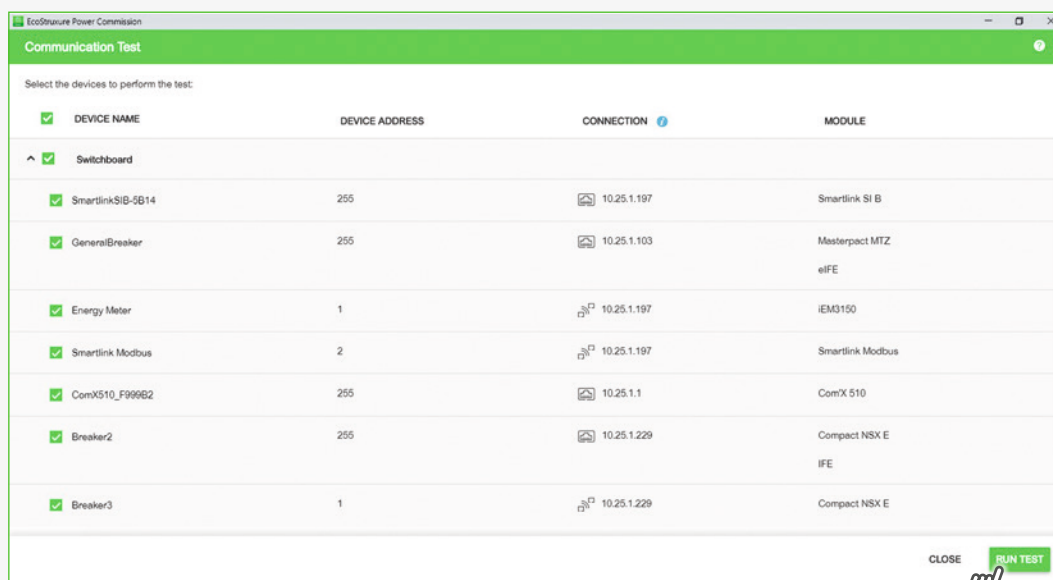 EcoStruxure Power Commission
Communication Test
Select the devices to perform the test:
DEVICE NAME DEVICE ADDRESS CONNECTION MODULE
Switchboard
SmartlinkSIB-5B14 255 10.25.1.197 Smartlink SI B
GeneralBreaker 255 10.25.1.103 Masterpact MTZ
eIFE
Energy Meter 1 10.25.1.197 iEM3150
Smartlink Modbus 2 10.25.1.197 Smartlink Modbus
ComX510_F999B2 255 10.25.1.1 Com'X 510
Breaker2 255 10.25.1.229 Compact NSX E
IFE
Breaker3 1 10.25.1.229 Compact NSX E
CLOSE RUN TEST